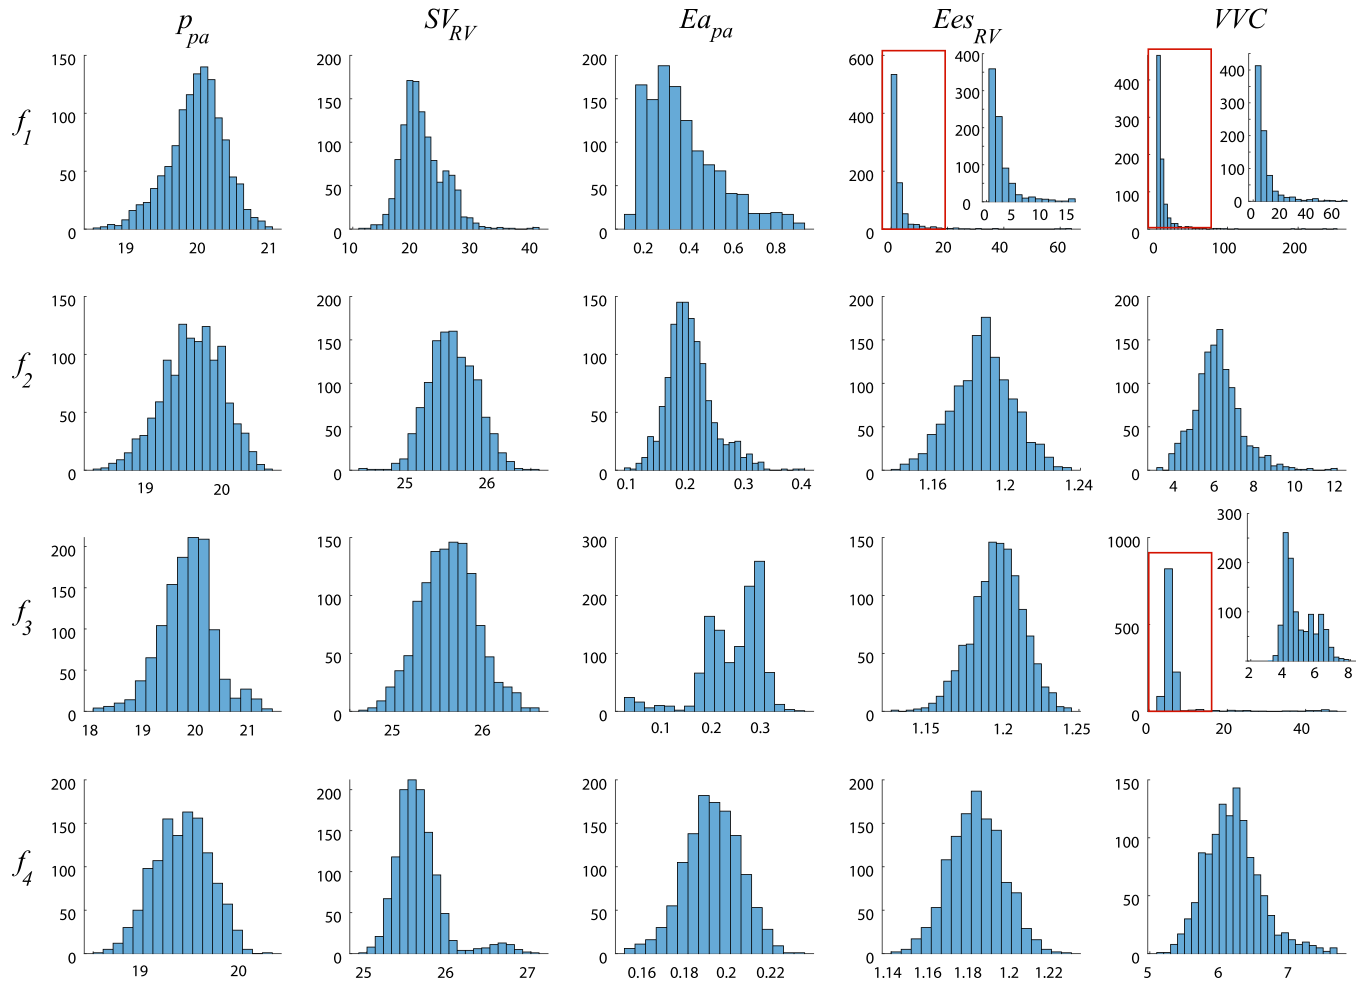 p_pa SV_RV Ea_pa Ees_RV VVC
f_1
150 100 50 0 19 20 21
200 150 100 50 0 10 20 30 40
200 150 100 50 0 0.2 0.4 0.6 0.8
600 400 200 0 0 20 40 60
400 300 200 100 0 0 5 10 15
400 300 200 100 0 0 100 200
400 300 200 100 0 0 20 40 60
f_2
150 100 50 0 19 20
200 150 100 50 0 25 26
150 100 50 0 0.1 0.2 0.3 0.4
200 150 100 50 0 1.16 1.2 1.24
200 150 100 50 0 4 6 8 10 12
f_3
200 150 100 50 0 18 19 20 21
150 100 50 0 25 26
300 200 100 0 0.1 0.2 0.3
150 100 50 0 1.15 1.2 1.25
1000 500 0 0 20 40
300 200 100 2 4 6 8
f_4
200 150 100 50 0 19 20
200 150 100 50 0 25 26 27
200 150 100 50 0 0.16 0.18 0.2 0.22
200 150 100 50 0 1.14 1.16 1.18 1.2 1.22
150 100 50 0 5 6 7